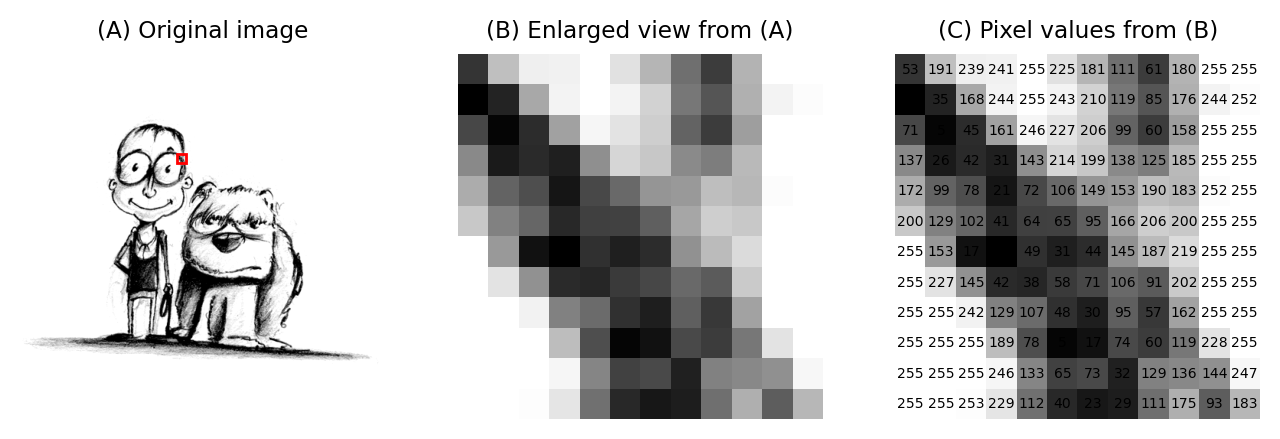 (A) Original image
(B) Enlarged view from (A)
(C) Pixel values from (B)
53 191 239 241 255 225 181 111 61 180 255 255
35 168 244 255 243 210 119 85 176 244 252
71 45 161 246 227 206 99 60 158 255 255
137 26 42 31 143 214 199 138 125 185 255 255
172 99 78 21 72 106 149 153 190 183 252 255
200 129 102 41 64 65 95 166 206 200 255 255
255 153 17 49 31 44 145 187 219 255 255
255 227 145 42 38 58 71 106 91 202 255 255
255 255 242 129 107 48 30 95 57 162 255 255
255 255 255 189 78 17 74 60 119 228 255
255 255 255 246 133 65 73 32 129 136 144 247
255 255 253 229 112 40 23 29 111 175 93 183